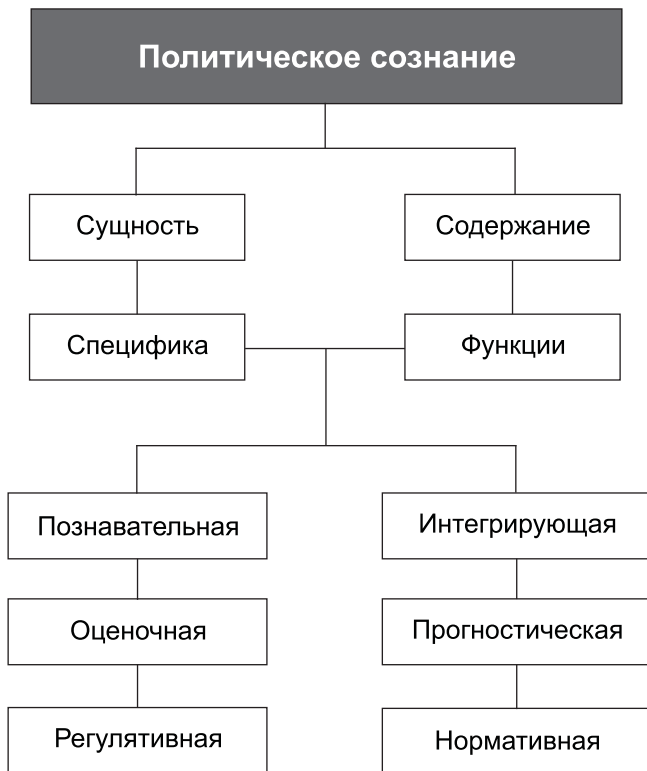 Политическое сознание
Сущность
Содержание
Специфика
Функции
Познавательная
Интегрирующая
Оценочная
Прогностическая
Регулятивная
Нормативная